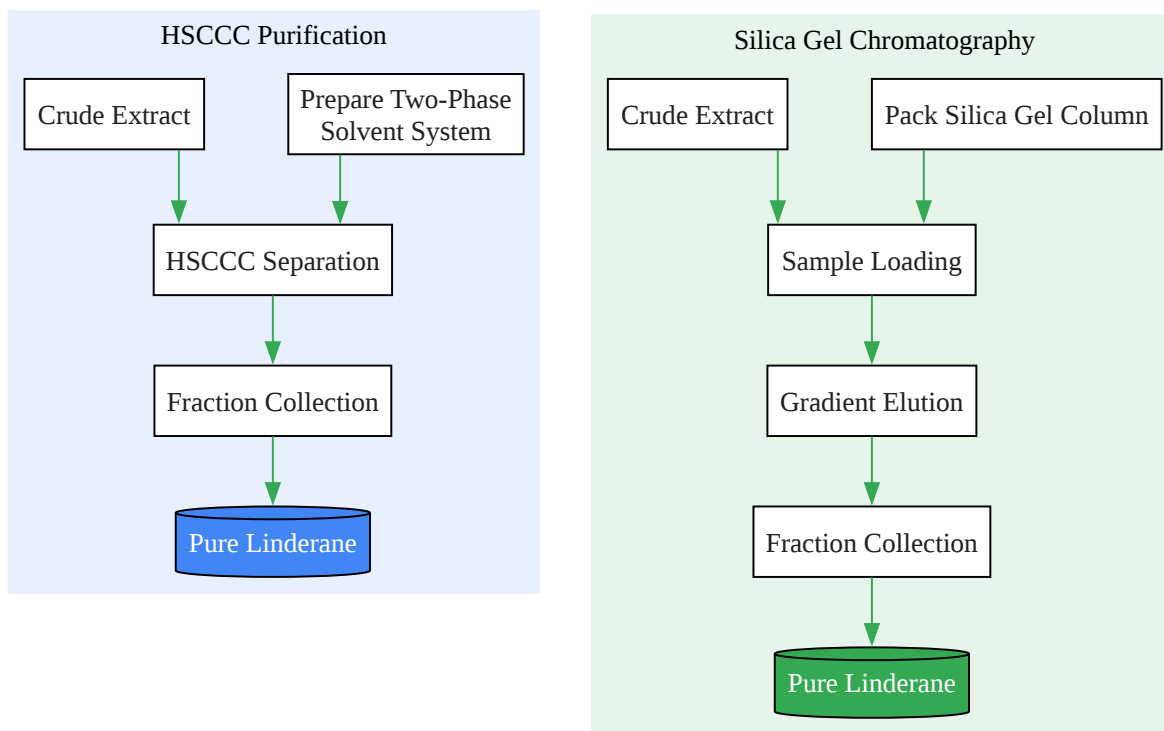 HSCCC Purification
Crude Extract
Prepare Two-Phase
Solvent System
HSCCC Separation
Fraction Collection
Pure Linderane
Silica Gel Chromatography
Crude Extract
Pack Silica Gel Column
Sample Loading
Gradient Elution
Fraction Collection
Pure Linderane